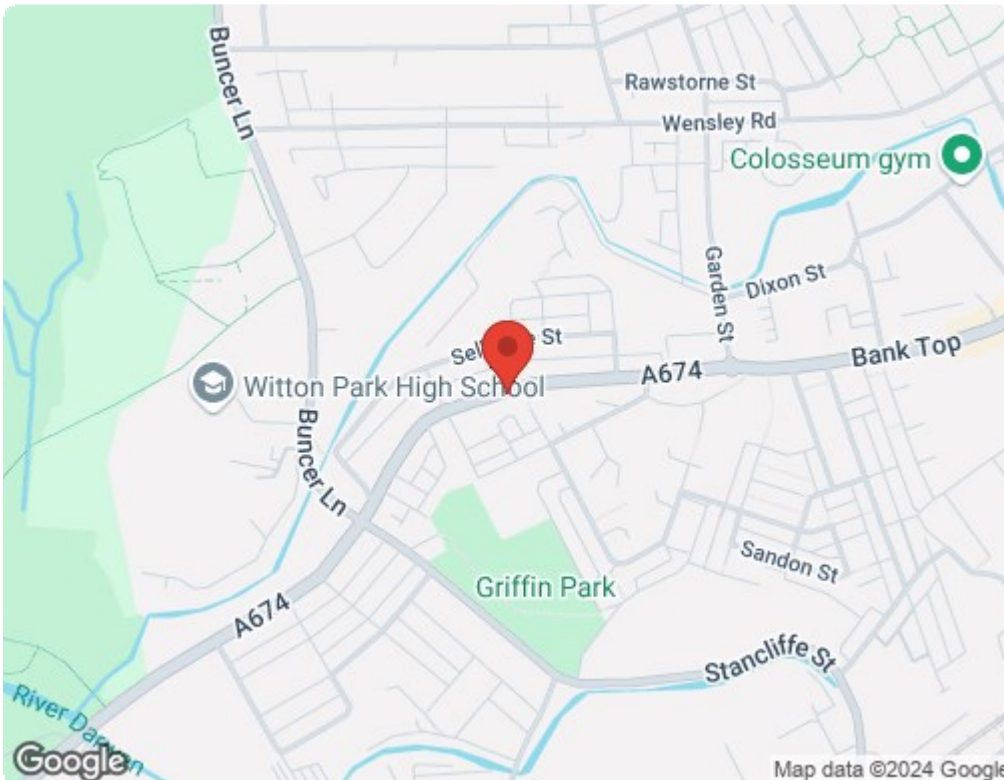 Buncer Ln
Rawstorne St
Wensley Rd
Colosseum gym
Garden St
Dixon St
St
Bank Top
A674
Witton Park High School
Buncer Ln
Sandon St
Griffin Park
A674
Stancliffe St
River
Google
Map data ©2024 Google